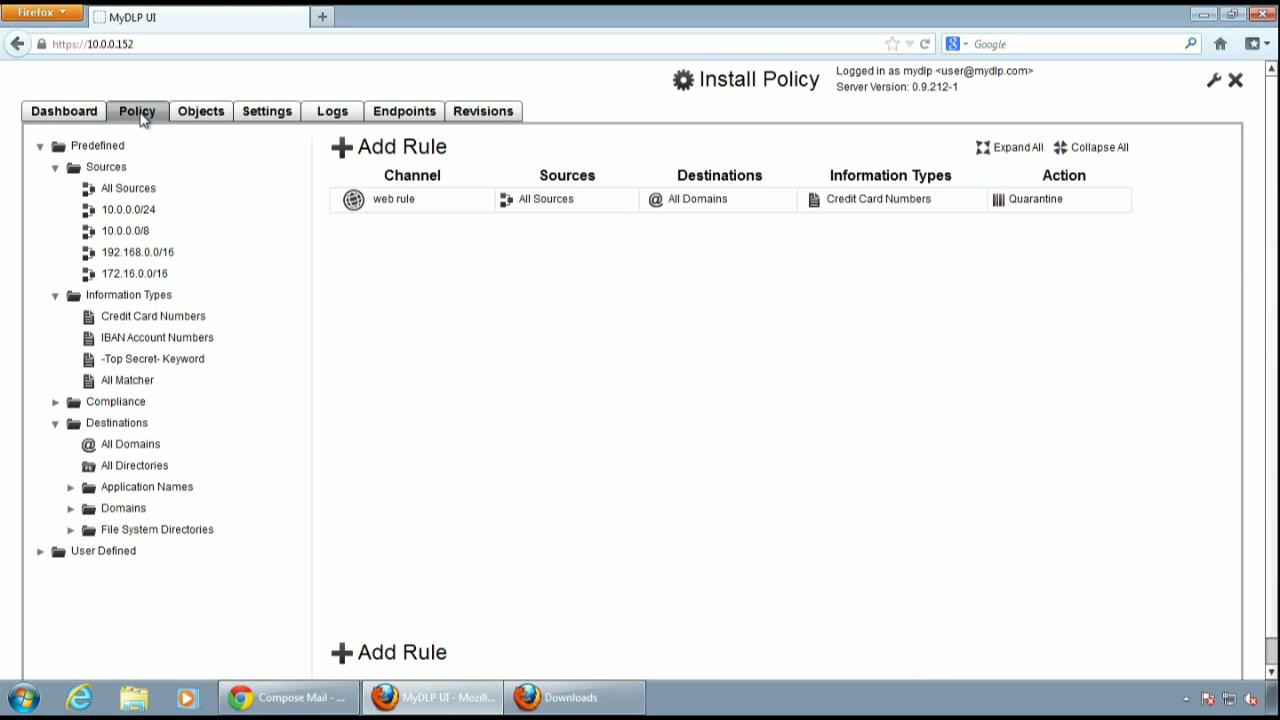 Firefox
MyDLP UI
https://10.0.0.152
Google
Install Policy
Logged in as mydlp <user@mydlp.com>
Server Version: 0.9.212-1
Dashboard Policy Objects Settings Logs Endpoints Revisions
Predefined
Sources
All Sources
10.0.0.0/24
10.0.0.0/8
192.168.0.0/16
172.16.0.0/16
Information Types
Credit Card Numbers
IBAN Account Numbers
-Top Secret- Keyword
All Matcher
Compliance
Destinations
All Domains
All Directories
Application Names
Domains
File System Directories
User Defined
Add Rule
Expand All Collapse All
Channel Sources Destinations Information Types Action
web rule All Sources All Domains Credit Card Numbers Quarantine
Add Rule
Compose Mail - ... MyDLP UI - Mozill... Downloads